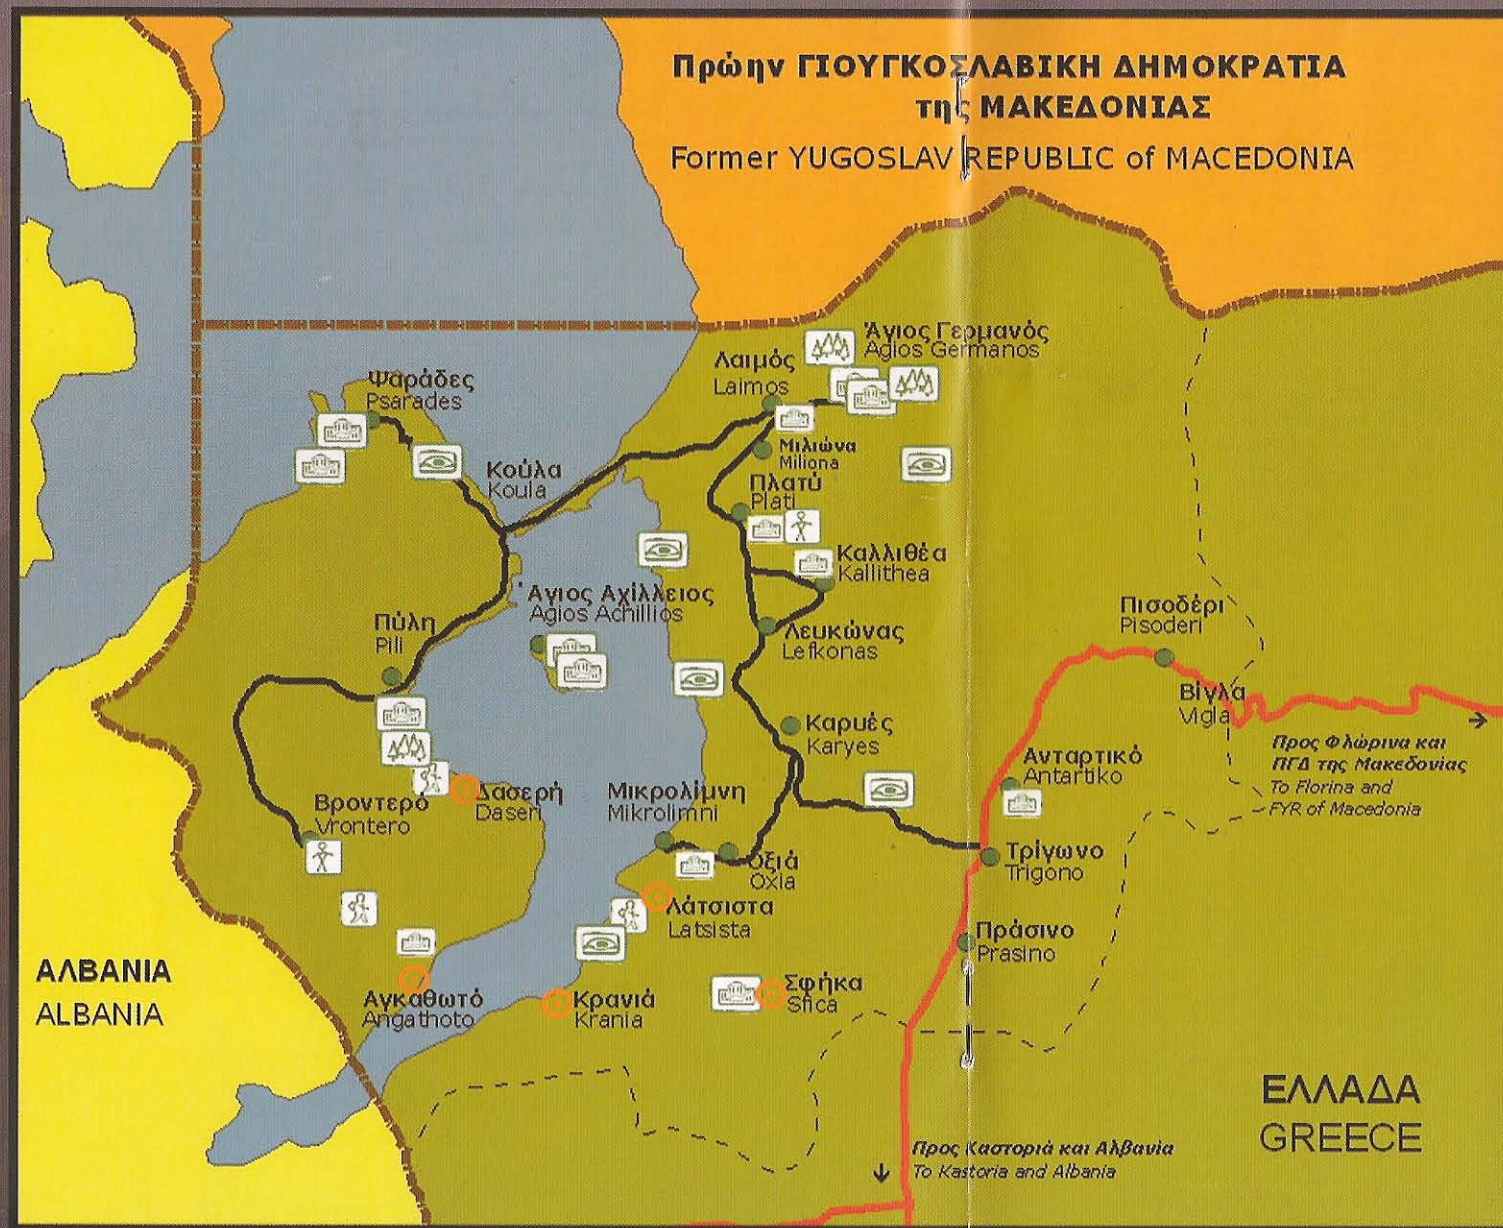 Πρώην ΓΙΟΥΓΚΟΣΛΑΒΙΚΗ ΔΗΜΟΚΡΑΤΙΑ
της ΜΑΚΕΔΟΝΙΑΣ
Former YUGOSLAV REPUBLIC of MACEDONIA
Άγιος Γερμανός
Agios Germanos
Λαιμός
Laimos
Ψαράδες
Psarades
Μιλιώνα
Miliona
Κούλα
Koula
Πλατύ
Plati
Καλλιθέα
Kallithea
Άγιος Αχίλλειος
Agios Achillios
Πισοδέρι
Pisoderi
Πύλη
Pili
Λευκώνας
Lefkonas
Βίγλα
Vigla
Καρυές
Karyes
Προς Φλώρινα και
ΠΓΔ της Μακεδονίας
To Florina and
FYR of Macedonia
Ανταρτικό
Antartiko
Δασερή
Daseri
Μικρολίμνη
Mikrolimni
Βροντερό
Vrontero
Οξιά
Oxia
Τρίγωνο
Trigono
Λάτσιστα
Latsista
Πράσινο
Prasino
ΑΛΒΑΝΙΑ
ALBANIA
Αγκαθωτό
Angathoto
Κρανιά
Krania
Σφήκα
Sfica
ΕΛΛΑΔΑ
GREECE
Προς Καστοριά και Αλβανία
To Kastoria and Albania